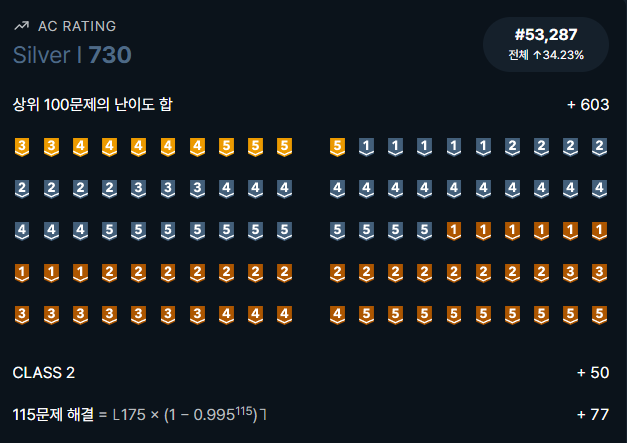 AC RATING
Silver I 730
#53,287
전체 ↑34.23%
상위 100문제의 난이도 합 + 603
3 3 4 4 4 4 4 5 5 5 5 1 1 1 1 1 2 2 2 2
2 2 2 2 3 3 3 4 4 4 4 4 4 4 4 4 4 4 4 4
4 4 4 5 5 5 5 5 5 5 5 5 5 5 1 1 1 1 1 1
1 1 1 2 2 2 2 2 2 2 2 2 2 2 2 2 2 2 3 3
3 3 3 3 3 3 3 4 4 4 4 5 5 5 5 5 5 5 5 5
CLASS 2 + 50
115문제 해결 = ⌊175 × (1 − 0.995¹¹⁵)⌉ + 77